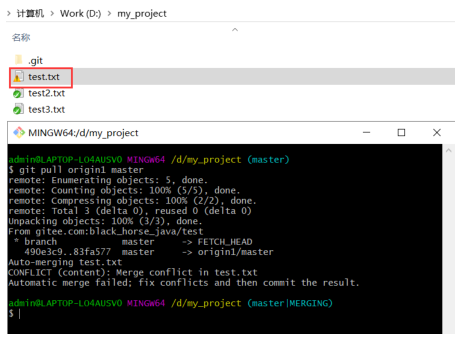 > 计算机 > Work (D:) > my_project
名称
.git
test.txt
test2.txt
test3.txt
MINGW64:/d/my_project
admin@LAPTOP-LO4AUSVO MINGW64 /d/my_project (master)
$ git pull origin1 master
remote: Enumerating objects: 5, done.
remote: Counting objects: 100% (5/5), done.
remote: Compressing objects: 100% (2/2), done.
remote: Total 3 (delta 0), reused 0 (delta 0)
Unpacking objects: 100% (3/3), done.
From gitee.com:black_horse_java/test
 * branch            master     -> FETCH_HEAD
   490e3c9..83fa577  master     -> origin1/master
Auto-merging test.txt
CONFLICT (content): Merge conflict in test.txt
Automatic merge failed; fix conflicts and then commit the result.
admin@LAPTOP-LO4AUSVO MINGW64 /d/my_project (master|MERGING)
$